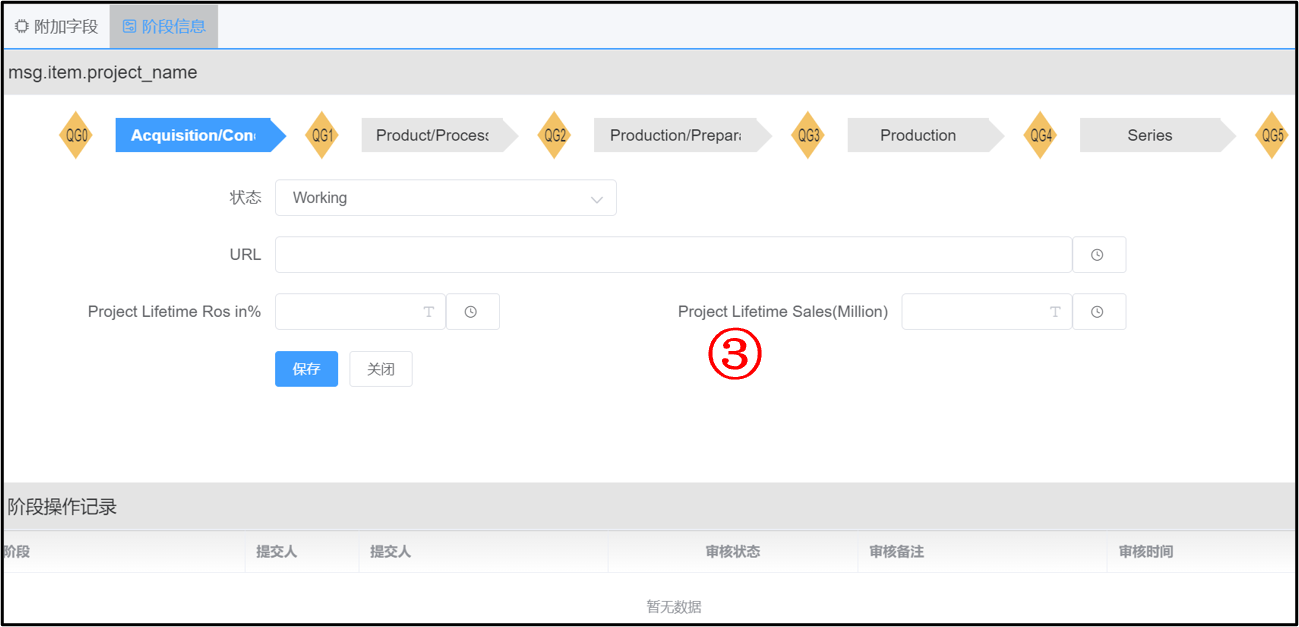 附加字段 阶段信息
msg.item.project_name
QG0 Acquisition/Con QG1 Product/Process QG2 Production/Prepar QG3 Production QG4 Series QG5
状态 Working
URL
Project Lifetime Ros in% T Project Lifetime Sales(Million) T
③
保存 关闭
阶段操作记录
阶段 提交人 提交人 审核状态 审核备注 审核时间
暂无数据